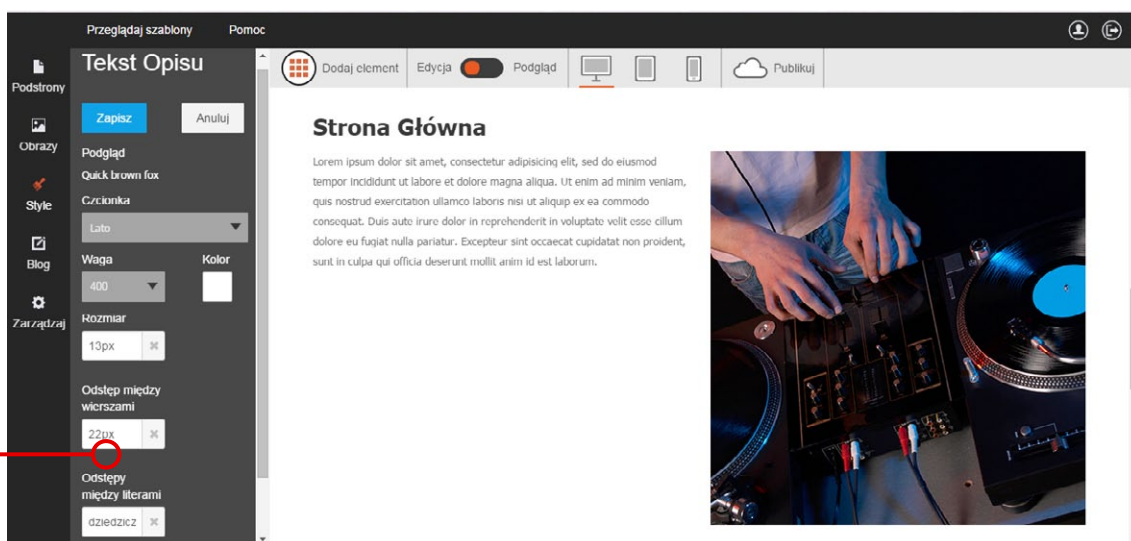 Przeglądaj szablony Pomoc
Podstrony
Obrazy
Style
Blog
Zarządzaj
Tekst Opisu
Zapisz Anuluj
Podgląd
Quick brown fox
Czcionka
Lato
Waga Kolor
400
Rozmiar
13px
Odstęp między
wierszami
22px
Odstępy
między literami
dziedzicz
Dodaj element Edycja Podgląd Publikuj
Strona Główna
Lorem ipsum dolor sit amet, consectetur adipisicing elit, sed do eiusmod
tempor incididunt ut labore et dolore magna aliqua. Ut enim ad minim veniam,
quis nostrud exercitation ullamco laboris nisi ut aliquip ex ea commodo
consequat. Duis aute irure dolor in reprehenderit in voluptate velit esse cillum
dolore eu fugiat nulla pariatur. Excepteur sint occaecat cupidatat non proident,
sunt in culpa qui officia deserunt mollit anim id est laborum.